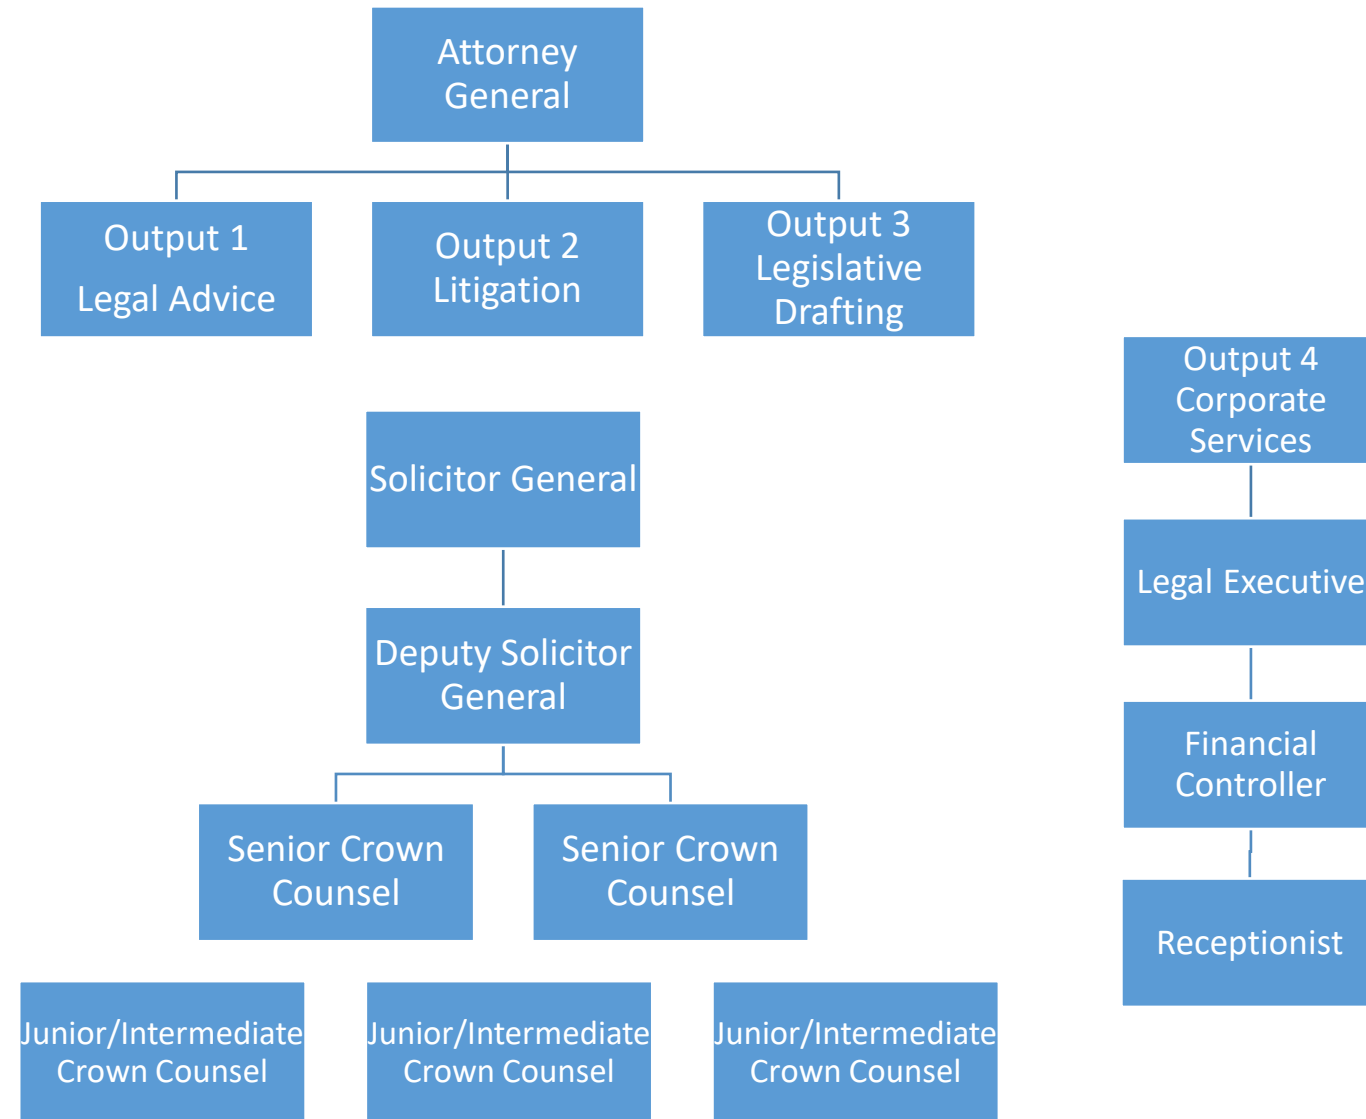 Attorney
General
Output 1
Legal Advice
Output 2
Litigation
Output 3
Legislative
Drafting
Output 4
Corporate
Services
Solicitor General
Legal Executive
Deputy Solicitor
General
Financial
Controller
Senior Crown
Counsel
Senior Crown
Counsel
Receptionist
Junior/Intermediate
Crown Counsel
Junior/Intermediate
Crown Counsel
Junior/Intermediate
Crown Counsel